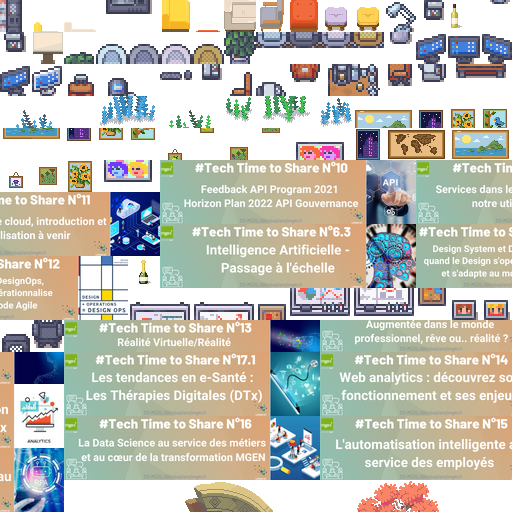 #Tech Time to Share N°10
#Tech Tim
Feedback API Program 2021
Horizon Plan 2022 API Gouvernance
API
Services dans le
notre uti
me to Share N°11
e cloud, introduction et
lisation à venir
#Tech Time to Share N°6.3
Intelligence Artificielle -
Passage à l'échelle
#Tech Time to S
Design System et D
quand le Design s'op
et s'adapte au m
Share N°12
DesignOps,
érationnalise
ode Agile
DESIGN
+ OPERATIONS
= DESIGN OPS
#Tech Time to Share N°13
Réalité Virtuelle/Réalité
Augmentée dans le monde
professionnel, rêve ou.. réalité ?
#Tech Time to Share N°17.1
Les tendances en e-Santé :
Les Thérapies Digitales (DTx)
#Tech Time to Share N°14
Web analytics : découvrez so
fonctionnement et ses enjeu
on
x
ANALYTICS
#Tech Time to Share N°16
La Data Science au service des métiers
et au cœur de la transformation MGEN
#Tech Time to Share N°15
L'automatisation intelligente a
service des employés
au
RPA